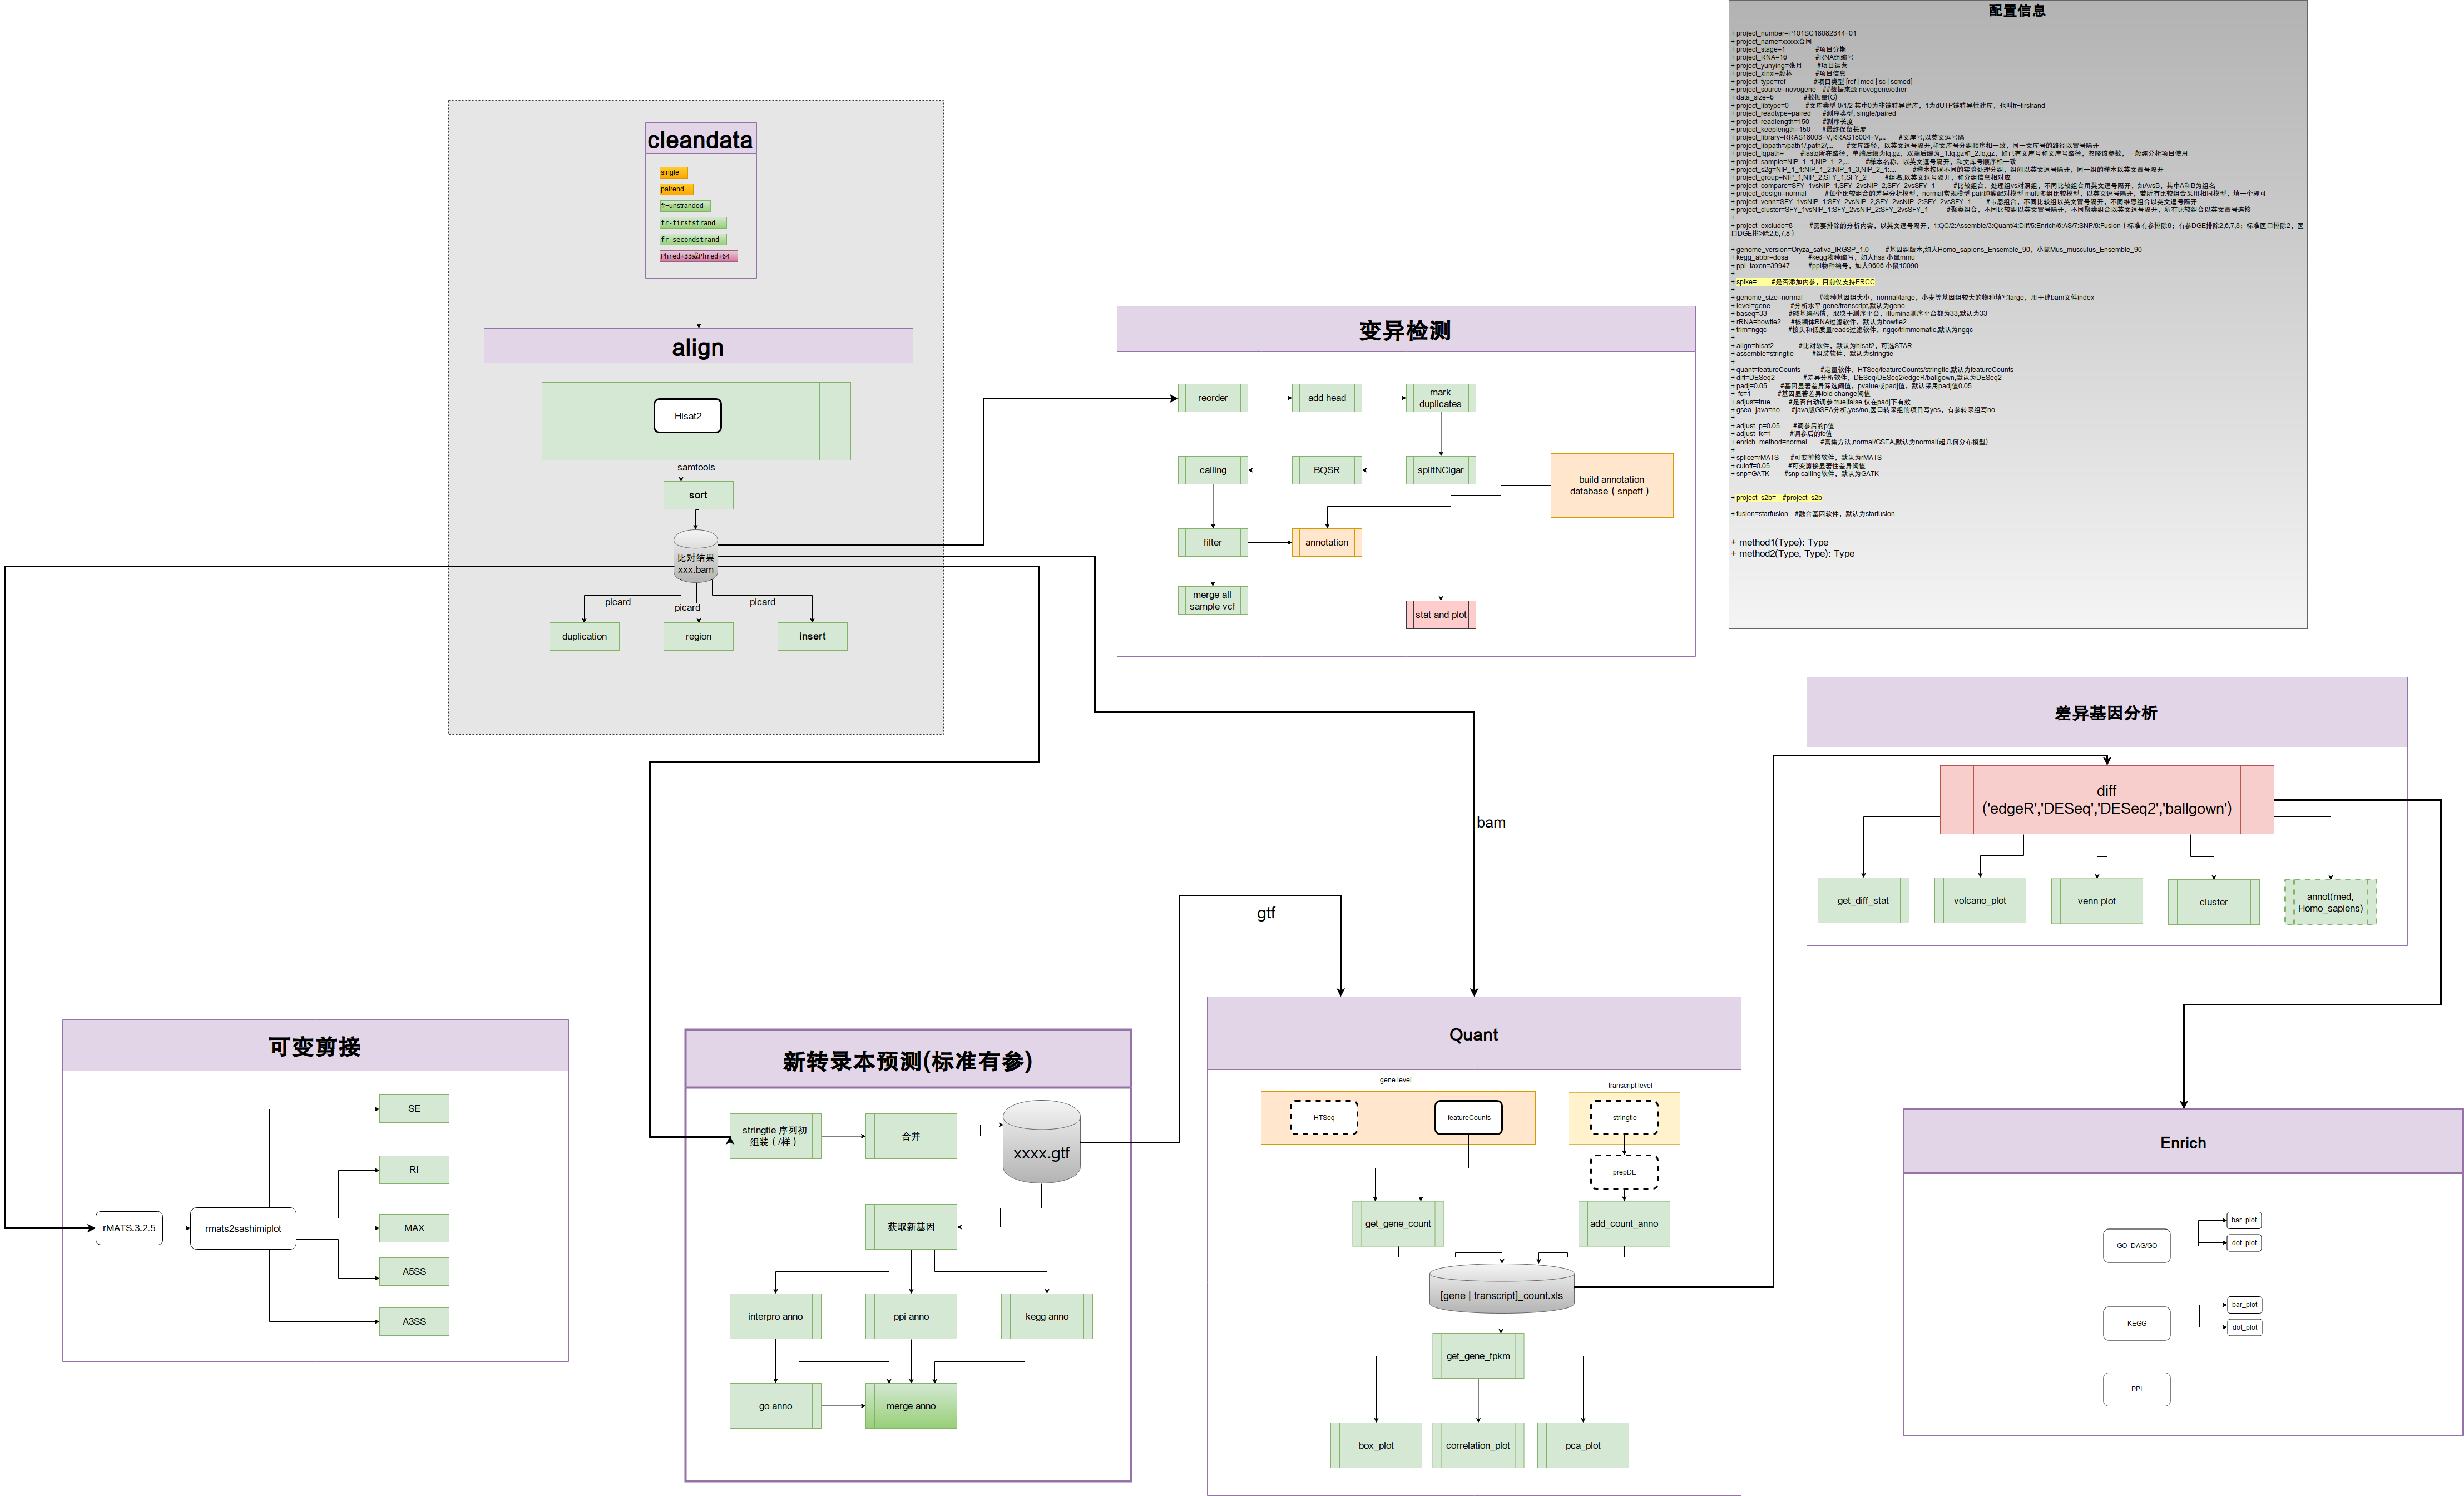 配置信息
+ project_number=P101SC18082344-01
+ project_name=xxxxx合同
+ project_stage=1 #项目分期
+ project_RNA=16 #RNA组编号
+ project_yunying=张月 #项目运营
+ project_xinxi=殷林 #项目信息
+ project_type=ref #项目类型 [ref | med | sc | scmed]
+ project_source=novogene ##数据来源 novogene/other
+ data_size=6 #数据量(G)
+ project_libtype=0 #文库类型 0/1/2 其中0为非链特异建库，1为dUTP链特异性建库，也叫fr-firstrand
+ project_readtype=paired #测序类型, single/paired
+ project_readlength=150 #测序长度
+ project_keeplength=150 #最终保留长度
+ project_library=RRAS18003-V,RRAS18004-V,... #文库号,以英文逗号隔
+ project_libpath=/path1/,path2/,... #文库路径，以英文逗号隔开,和文库号分组顺序相一致，同一文库号的路径以冒号隔开
+ project_fqpath= #fastq所在路径，单端后缀为fq.gz，双端后缀为_1.fq.gz和_2.fq.gz，如已有文库号和文库号路径，忽略该参数，一般纯分析项目使用
+ project_sample=NIP_1_1,NIP_1_2,... #样本名称，以英文逗号隔开，和文库号顺序相一致
+ project_s2g=NIP_1_1:NIP_1_2:NIP_1_3,NIP_2_1:,... #样本按照不同的实验处理分组，组间以英文逗号隔开，同一组的样本以英文冒号隔开
+ project_group=NIP_1,NIP_2,SFY_1,SFY_2 #组名,以英文逗号隔开，和分组信息相对应
+ project_compare=SFY_1vsNIP_1,SFY_2vsNIP_2,SFY_2vsSFY_1 #比较组合，处理组vs对照组，不同比较组合用英文逗号隔开，如AvsB，其中A和B为组名
+ project_design=normal #每个比较组合的差异分析模型，normal常规模型 pair肿瘤配对模型 multi多组比较模型，以英文逗号隔开，若所有比较组合采用相同模型，填一个即可
+ project_venn=SFY_1vsNIP_1:SFY_2vsNIP_2,SFY_2vsNIP_2:SFY_2vsSFY_1 #韦恩组合，不同比较组以英文冒号隔开，不同维恩组合以英文逗号隔开
+ project_cluster=SFY_1vsNIP_1:SFY_2vsNIP_2:SFY_2vsSFY_1 #聚类组合，不同比较组以英文冒号隔开，不同聚类组合以英文逗号隔开，所有比较组合以英文冒号连接
+
+ project_exclude=8 #需要排除的分析内容，以英文逗号隔开，1:QC/2:Assemble/3:Quant/4:Diff/5:Enrich/6:AS/7:SNP/8:Fusion（标准有参排除8；有参DGE排除2,6,7,8；标准医口排除2，医
口DGE排>除2,6,7,8）
+ genome_version=Oryza_sativa_IRGSP_1.0 #基因组版本,如人Homo_sapiens_Ensemble_90，小鼠Mus_musculus_Ensemble_90
+ kegg_abbr=dosa #kegg物种缩写，如人hsa 小鼠mmu
+ ppi_taxon=39947 #ppi物种编号，如人9606 小鼠10090
+
+ spike= #是否添加内参，目前仅支持ERCC
+
+ genome_size=normal #物种基因组大小，normal/large，小麦等基因组较大的物种填写large，用于建bam文件index
+ level=gene #分析水平 gene/transcript,默认为gene
+ baseq=33 #碱基编码值，取决于测序平台，illumina测序平台都为33,默认为33
+ rRNA=bowtie2 #核糖体RNA过滤软件，默认为bowtie2
+ trim=ngqc #接头和低质量reads过滤软件，ngqc/trimmomatic,默认为ngqc
+
+ align=hisat2 #比对软件，默认为hisat2，可选STAR
+ assemble=stringtie #组装软件，默认为stringtie
+
+ quant=featureCounts #定量软件，HTSeq/featureCounts/stringtie,默认为featureCounts
+ diff=DESeq2 #差异分析软件，DESeq/DESeq2/edgeR/ballgown,默认为DESeq2
+ padj=0.05 #基因显著差异筛选阈值，pvalue或padj值，默认采用padj值0.05
+ fc=1 #基因显著差异fold change阈值
+ adjust=true #是否自动调参 true|false 仅在padj下有效
+ gsea_java=no #java版GSEA分析,yes/no,医口转录组的项目写yes，有参转录组写no
+
+ adjust_p=0.05 #调参后的p值
+ adjust_fc=1 #调参后的fc值
+ enrich_method=normal #富集方法,normal/GSEA,默认为normal(超几何分布模型)
+
+ splice=rMATS #可变剪接软件，默认为rMATS
+ cutoff=0.05 #可变剪接显著性差异阈值
+ snp=GATK #snp calling软件，默认为GATK
+ project_s2b= #project_s2b
+ fusion=starfusion #融合基因软件，默认为starfusion
+ method1(Type): Type
+ method2(Type, Type): Type
cleandata
single
pairend
fr-unstranded
fr-firststrand
fr-secondstrand
Phred+33或Phred+64
align
Hisat2
samtools
sort
比对结果
xxx.bam
picard
picard
picard
duplication
region
insert
变异检测
reorder
add head
mark
duplicates
calling
BQSR
splitNCigar
build annotation
database（snpeff）
filter
annotation
merge all
sample vcf
stat and plot
差异基因分析
diff
('edgeR','DESeq','DESeq2','ballgown')
get_diff_stat
volcano_plot
venn plot
cluster
annot(med,
Homo_sapiens)
bam
gtf
可变剪接
rMATS.3.2.5
rmats2sashimiplot
SE
RI
MAX
A5SS
A3SS
新转录本预测(标准有参)
stringtie 序列初
组装（/样）
合并
xxxx.gtf
获取新基因
interpro anno
ppi anno
kegg anno
go anno
merge anno
Quant
gene level
transcript level
HTSeq
featureCounts
stringtie
prepDE
get_gene_count
add_count_anno
[gene | transcript]_count.xls
get_gene_fpkm
box_plot
correlation_plot
pca_plot
Enrich
GO_DAG/GO
bar_plot
dot_plot
KEGG
bar_plot
dot_plot
PPI